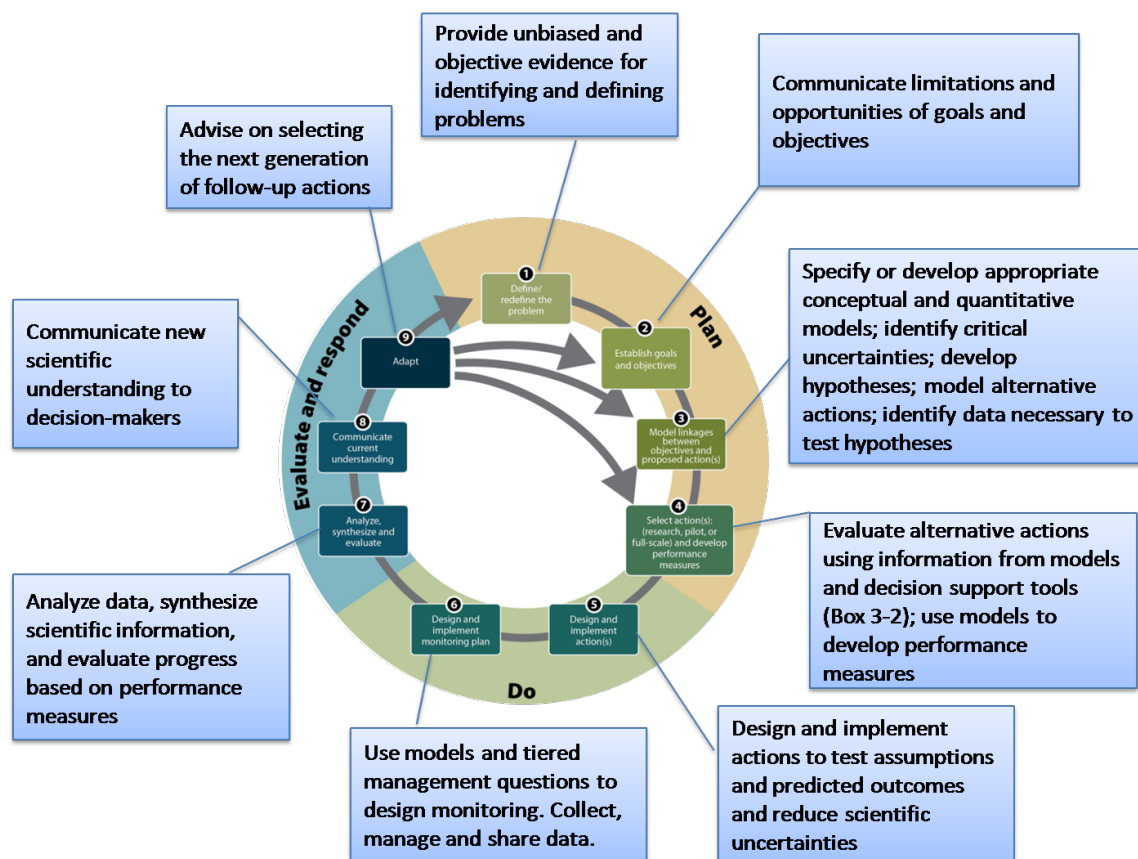 Provide unbiased and
objective evidence for
identifying and defining
problems
Communicate limitations and
opportunities of goals and
objectives
Advise on selecting
the next generation
of follow-up actions
Specify or develop appropriate
conceptual and quantitative
models; identify critical
uncertainties; develop
hypotheses; model alternative
actions; identify data necessary to
test hypotheses
Communicate new
scientific
understanding to
decision-makers
Evaluate alternative actions
using information from models
and decision support tools
(Box 3-2); use models to
develop performance
measures
Analyze data, synthesize
scientific information,
and evaluate progress
based on performance
measures
Design and implement
actions to test assumptions
and predicted outcomes
and reduce scientific
uncertainties
Use models and tiered
management questions to
design monitoring. Collect,
manage and share data.
Plan
Do
Evaluate and respond
1
Define/
redefine the
problem
2
Establish goals
and objectives
3
Model linkages
between
objectives and
proposed action(s)
4
Select action(s):
(research, pilot, or
full-scale) and develop
performance
measures
5
Design and
implement
action(s)
6
Design and
implement
monitoring plan
7
Analyze,
synthesize and
evaluate
8
Communicate
current
understanding
9
Adapt